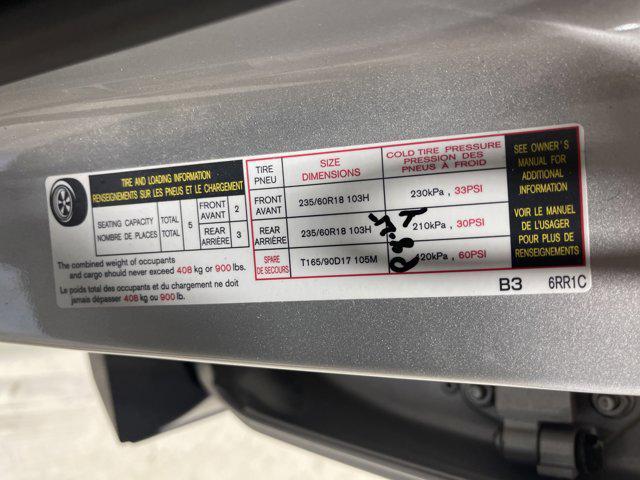 TIRE AND LOADING INFORMATION
RENSEIGNEMENTS SUR LES PNEUS ET LE CHARGEMENT
SEATING CAPACITY
NOMBRE DE PLACES
TOTAL
TOTAL
5
FRONT
AVANT
2
REAR
ARRIÈRE
3
The combined weight of occupants
and cargo should never exceed 408 kg or 900 lbs.
Le poids total des occupants et du chargement ne doit
jamais dépasser 408 kg ou 900 lb.
TIRE
PNEU
SIZE
DIMENSIONS
COLD TIRE PRESSURE
PRESSION DES
PNEUS À FROID
FRONT
AVANT
235/60R18 103H
230kPa, 33PSI
REAR
ARRIÈRE
235/60R18 103H
210kPa, 30PSI
SPARE
DE SECOURS
T165/90D17 105M
20kPa, 60PSI
SEE OWNER'S
MANUAL FOR
ADDITIONAL
INFORMATION
VOIR LE MANUEL
DE L'USAGER
POUR PLUS DE
RENSEIGNEMENTS
B3
6RR1C